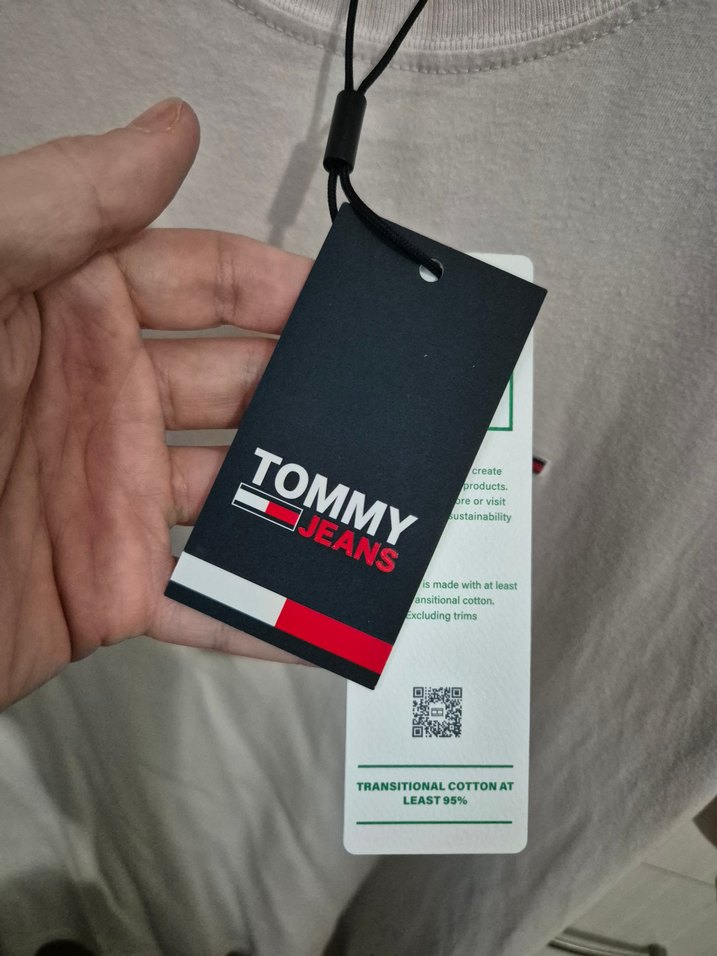 TOMMY
JEANS
create
products.
ore or visit
sustainability
is made with at least
ansitional cotton.
Excluding trims
TRANSITIONAL COTTON AT
LEAST 95%